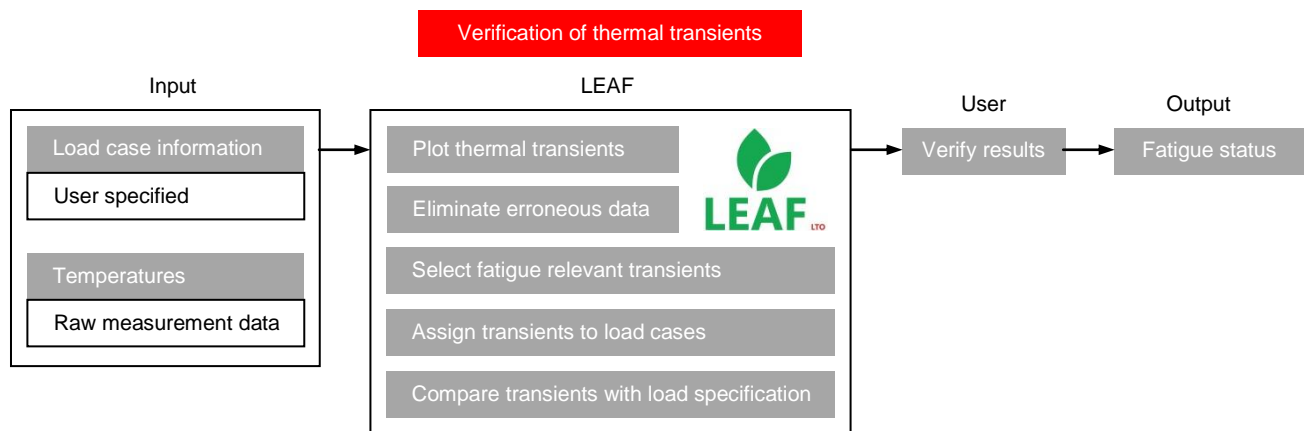 Verification of thermal transients
Input
LEAF
User
Output
Load case information
User specified
Temperatures
Raw measurement data
Plot thermal transients
Eliminate erroneous data
LEAF LTO
Select fatigue relevant transients
Assign transients to load cases
Compare transients with load specification
Verify results
Fatigue status